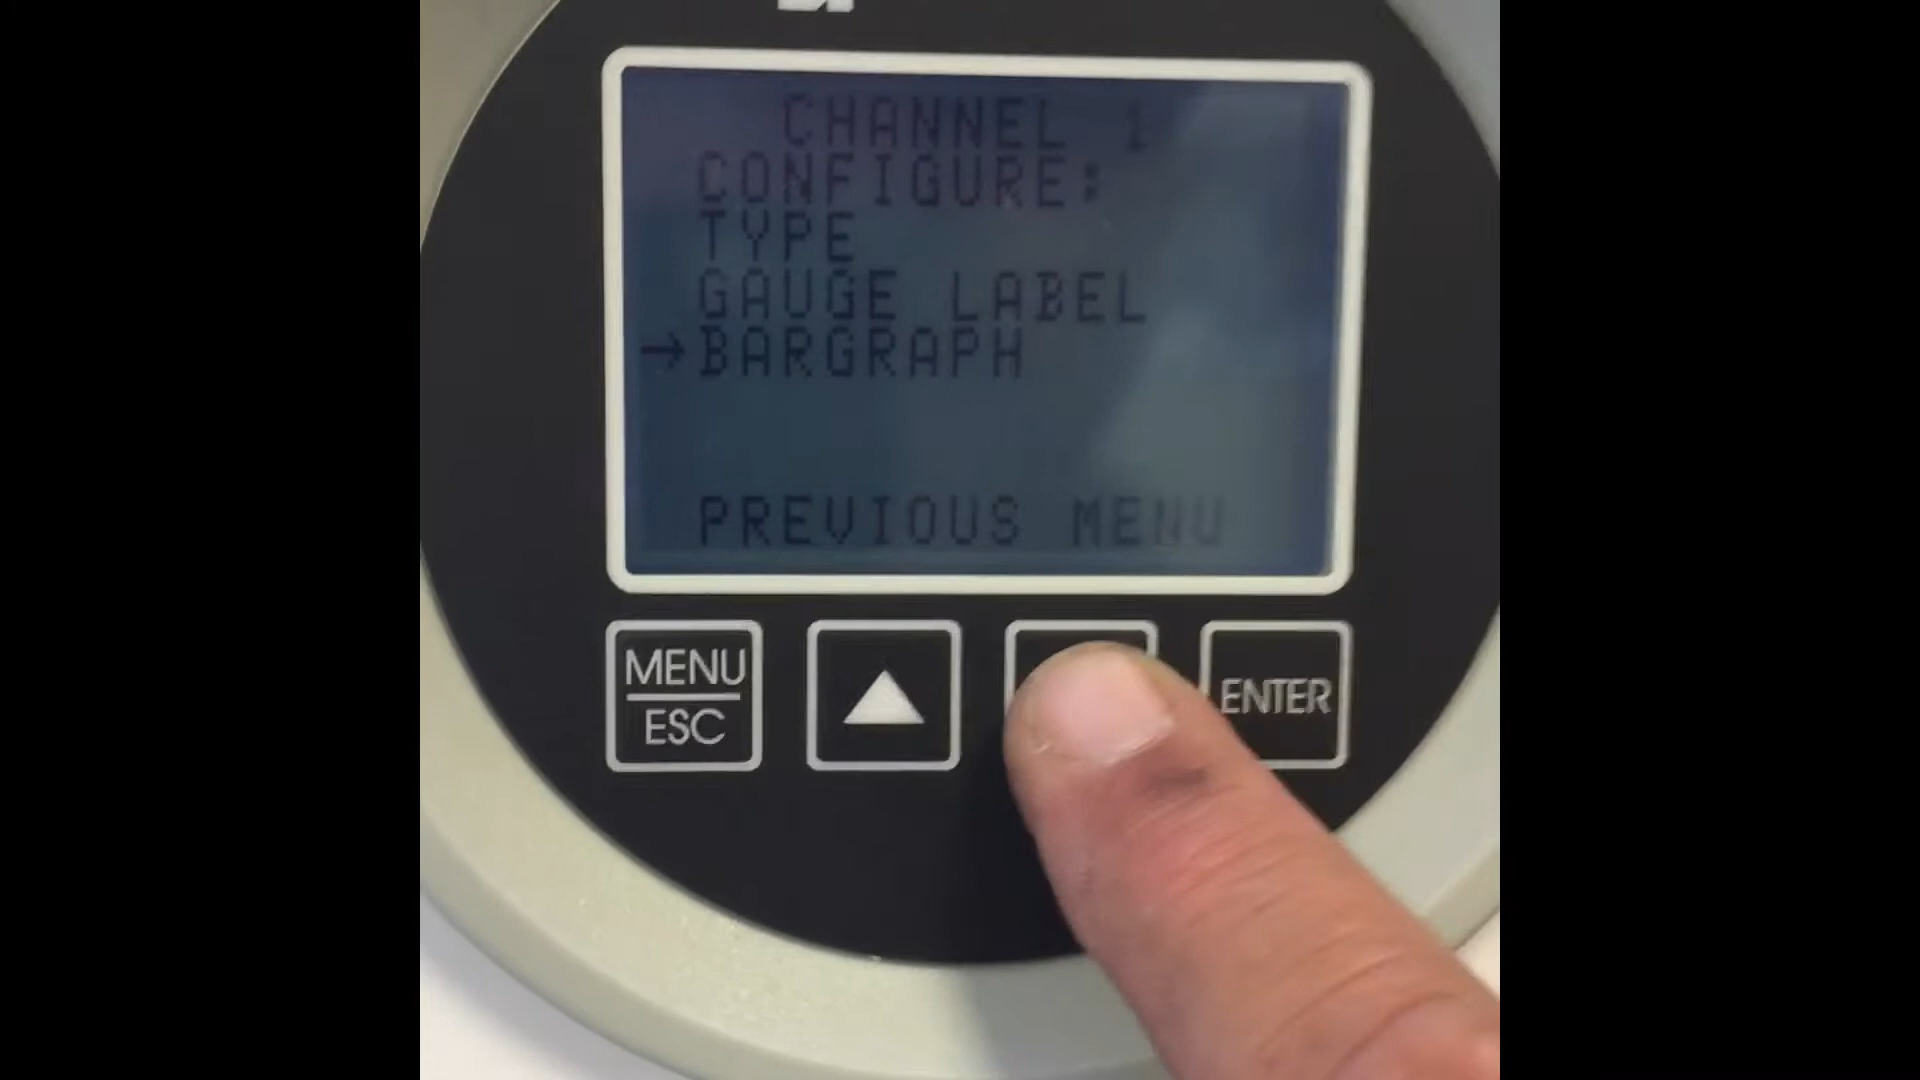 CHANNEL 1
CONFIGURE:
TYPE
GAUGE LABEL
→BARGRAPH
PREVIOUS MENU
MENU
ESC
ENTER